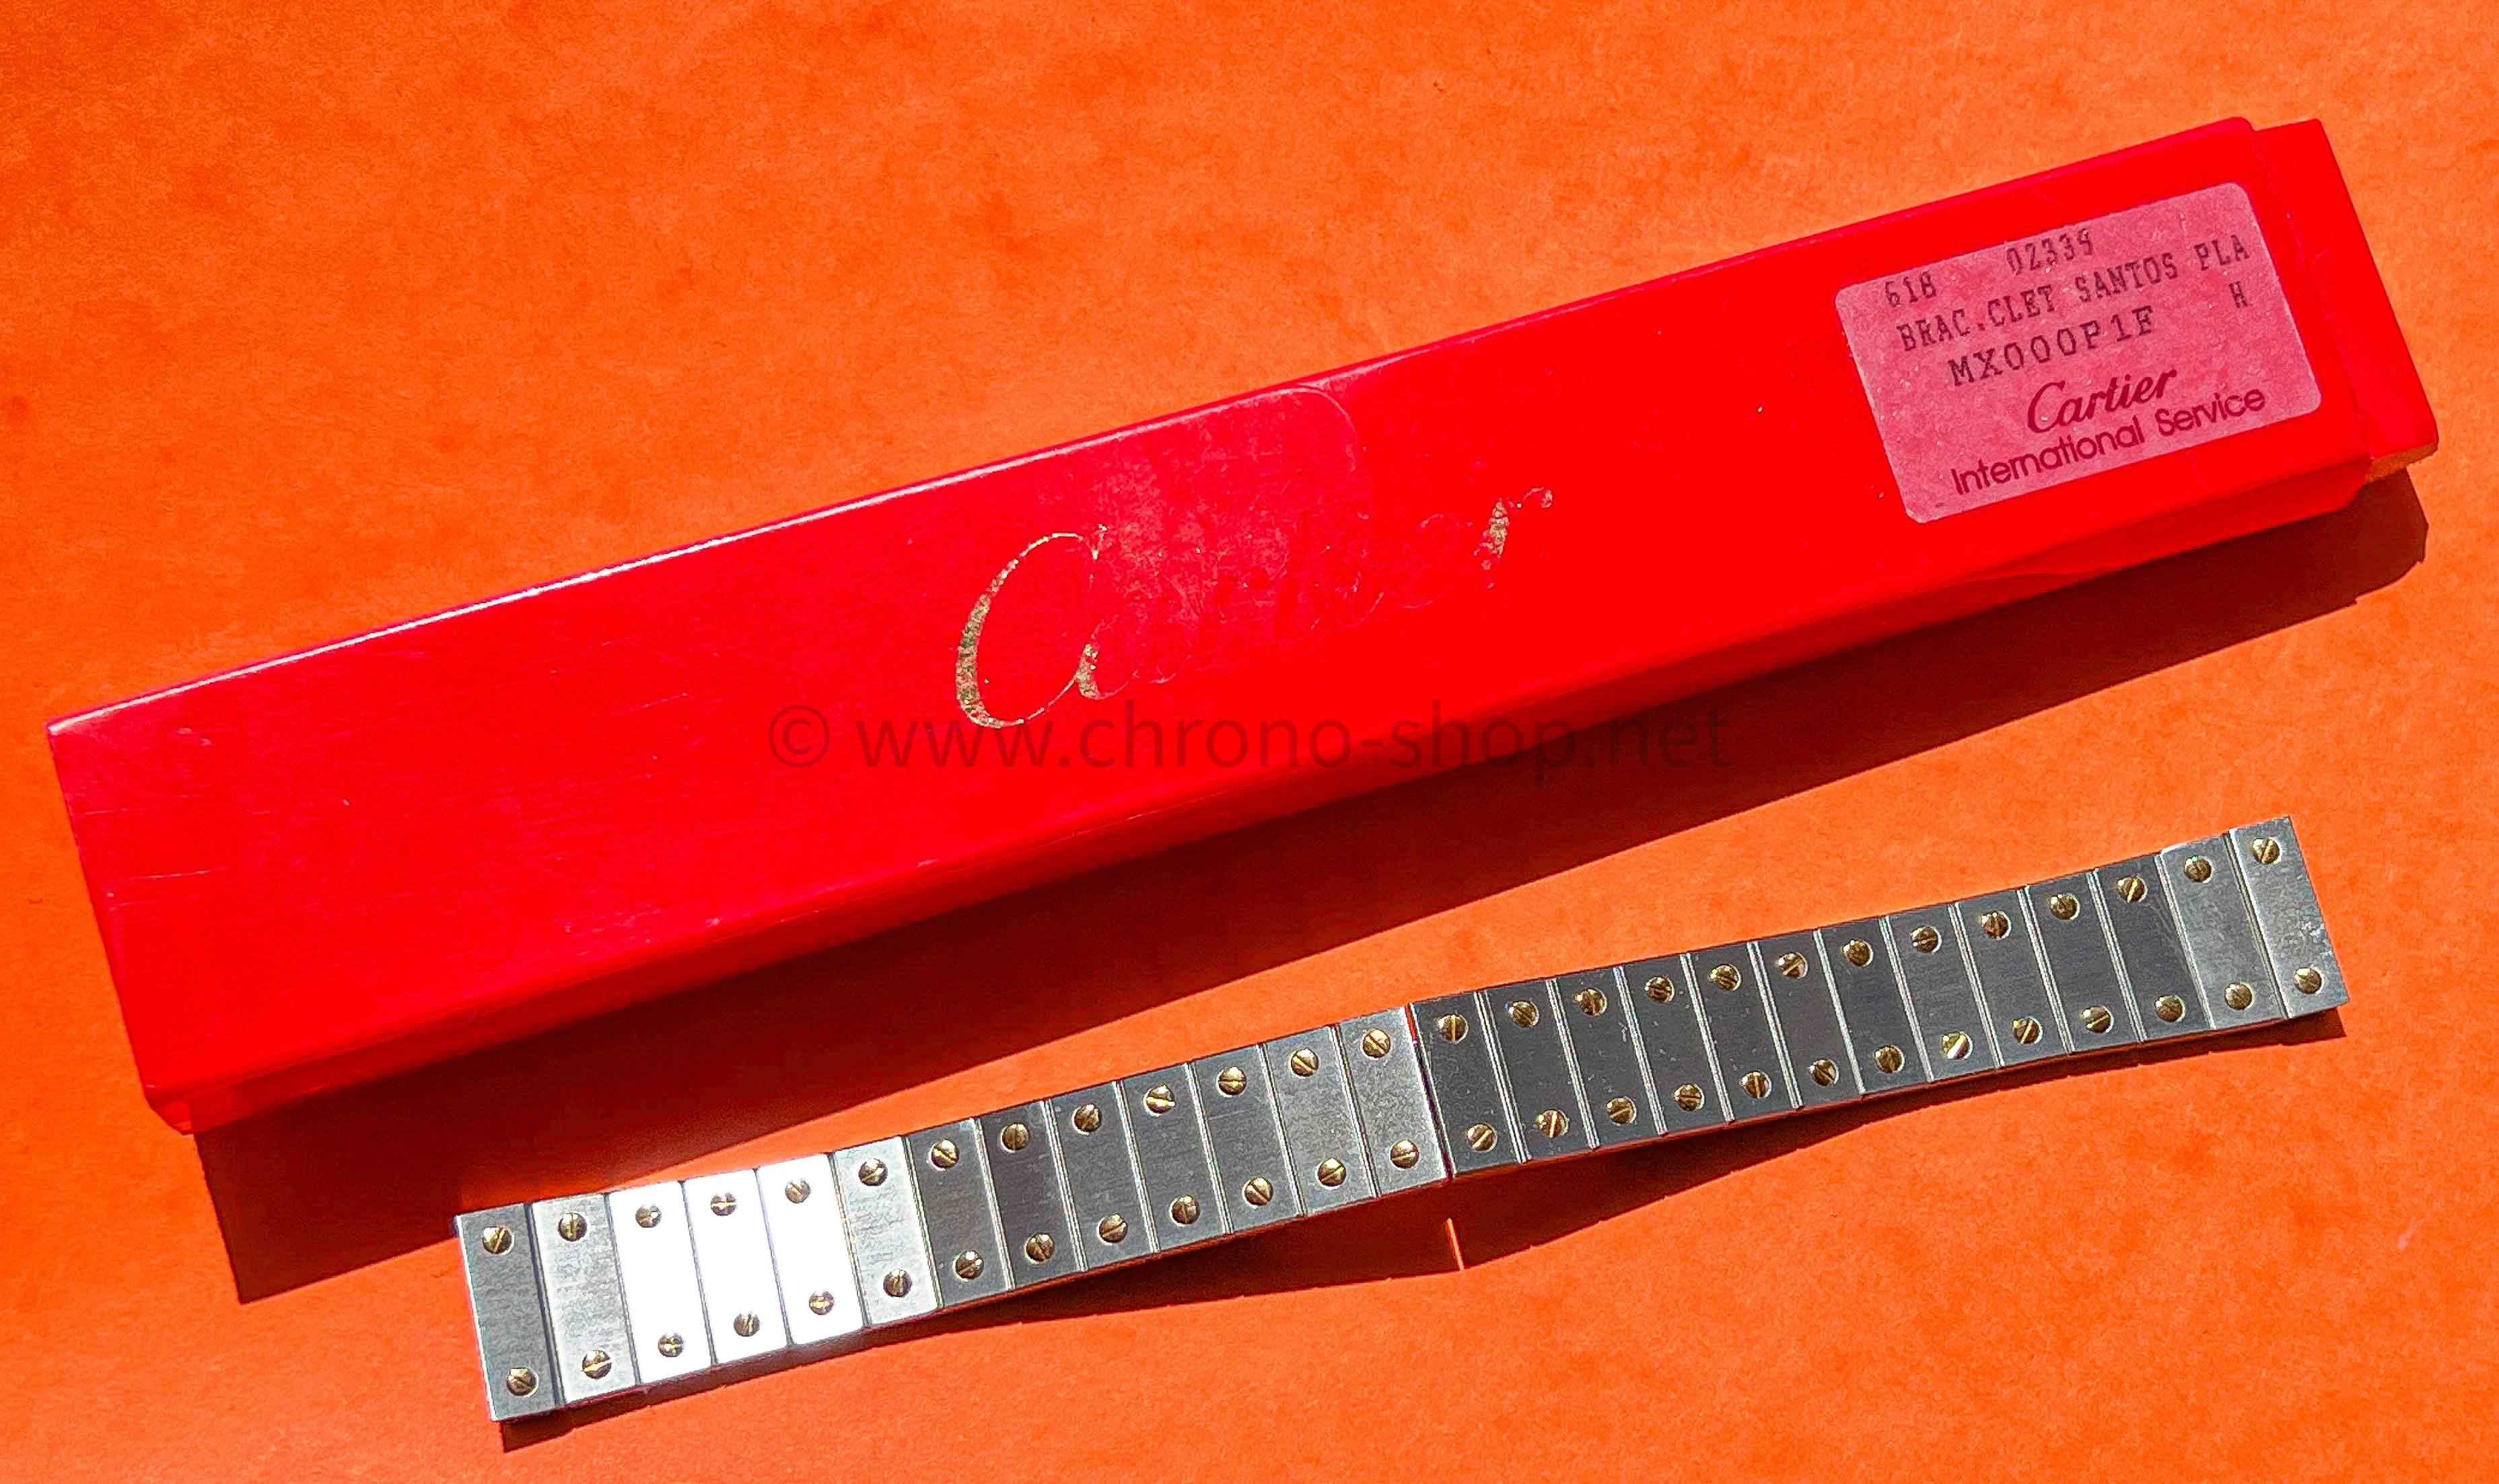 618 02339
BRAC.CLET SANTOS PLA
MX000P1F H
Cartier
International Service
Cartier
© www.chrono-shop.net